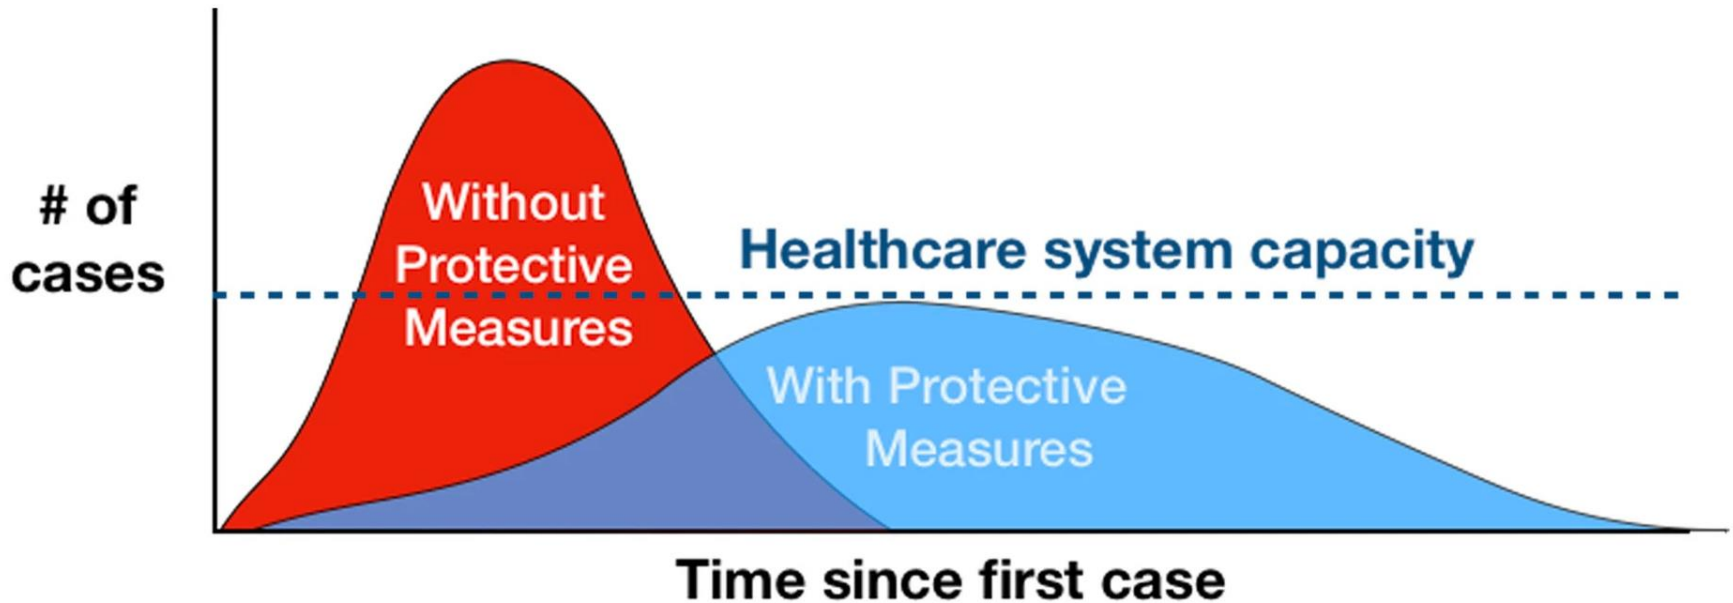 # of
cases
Without
Protective
Measures
Healthcare system capacity
With Protective
Measures
Time since first case